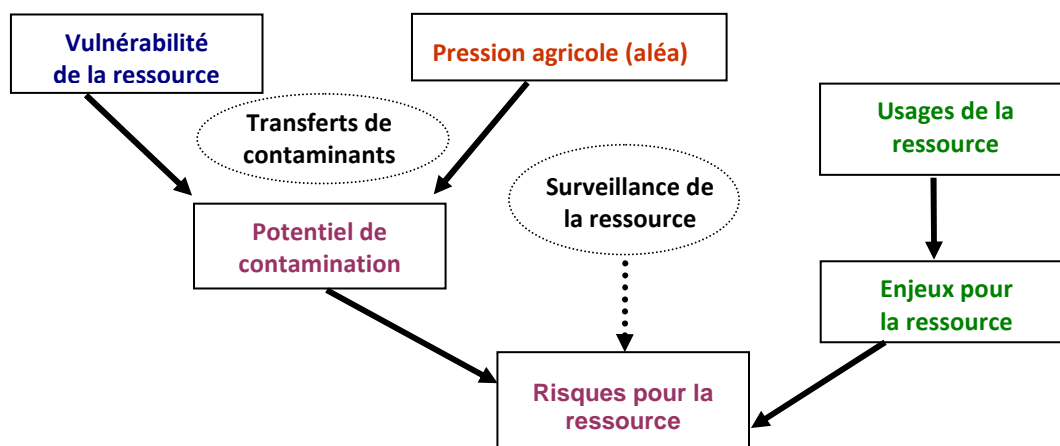 Vulnérabilité
de la ressource
Pression agricole (aléa)
Transferts de
contaminants
Usages de la
ressource
Surveillance de
la ressource
Potentiel de
contamination
Enjeux pour
la ressource
Risques pour la
ressource